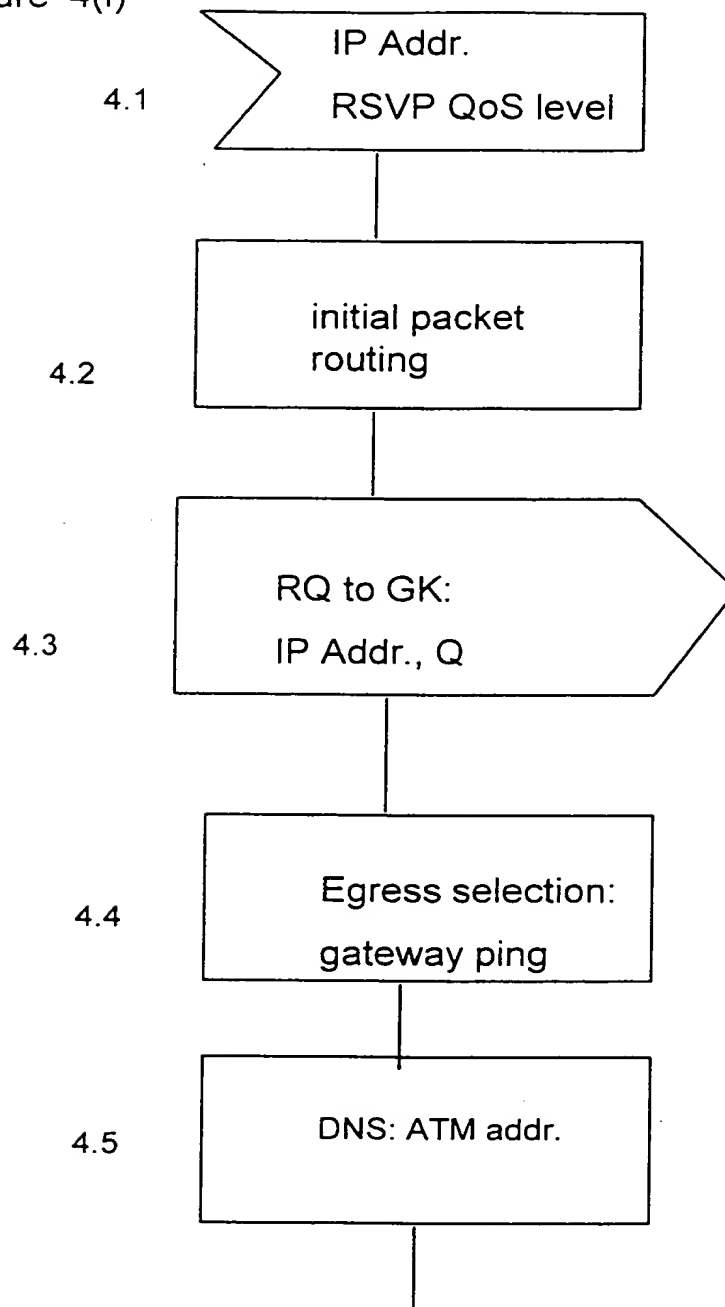 4(i)
4.1
IP Addr.
RSVP QoS level
4.2
initial packet
routing
4.3
RQ to GK:
IP Addr., Q
4.4
Egress selection:
gateway ping
4.5
DNS: ATM addr.